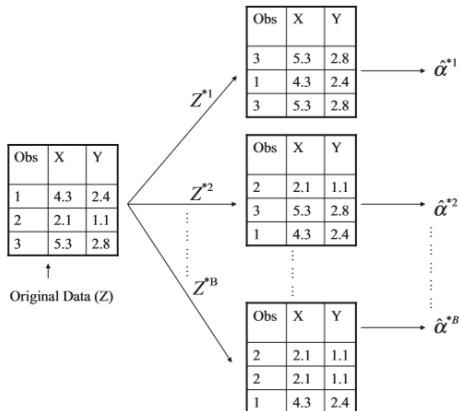 Obs X Y
3 5.3 2.8
1 4.3 2.4
3 5.3 2.8
α̂*1
Z*1
Obs X Y
1 4.3 2.4
2 2.1 1.1
3 5.3 2.8
Original Data (Z)
Z*2
Obs X Y
2 2.1 1.1
3 5.3 2.8
1 4.3 2.4
α̂*2
Z*B
Obs X Y
2 2.1 1.1
2 2.1 1.1
1 4.3 2.4
α̂*B